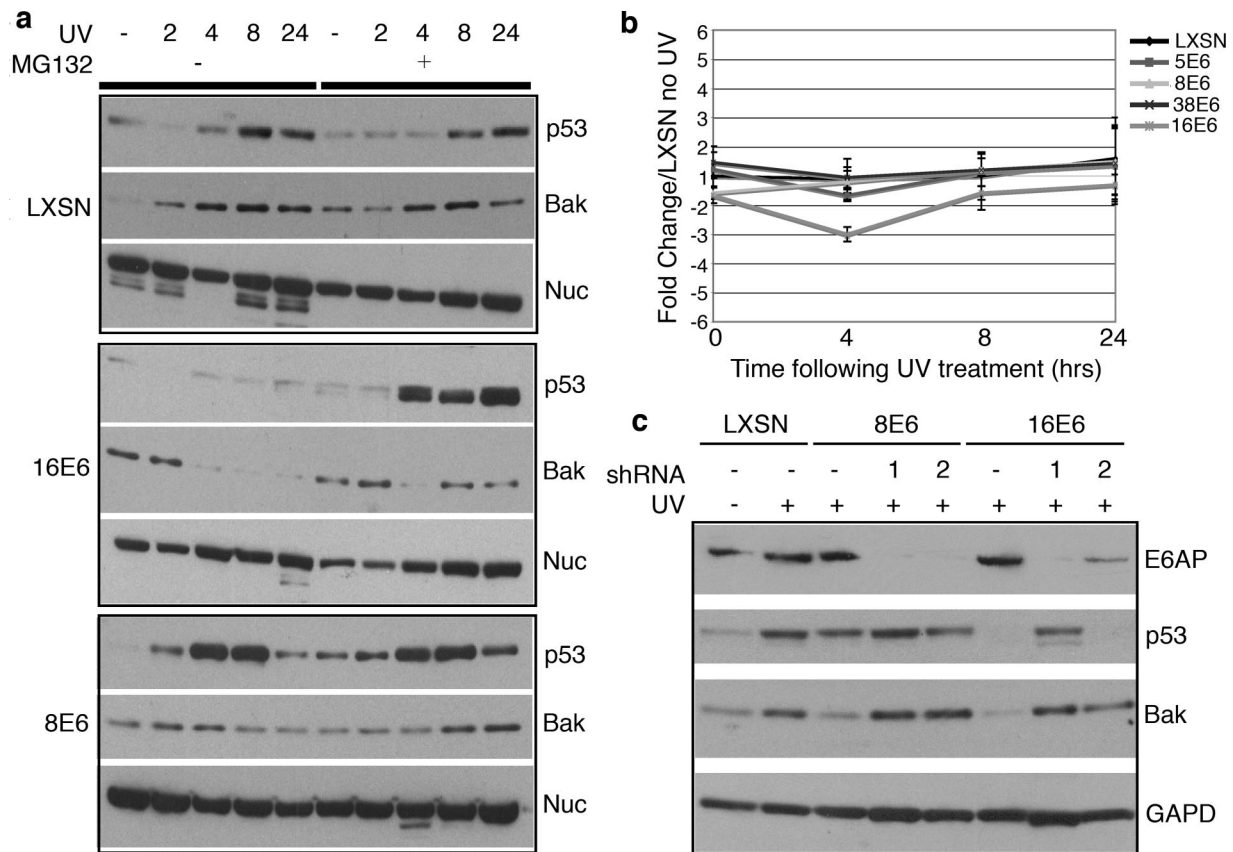 a
UV - 2 4 8 24 - 2 4 8 24
MG132 - +
p53
LXSN Bak
Nuc
p53
16E6 Bak
Nuc
p53
8E6 Bak
Nuc
b
Fold Change/LXSN no UV
6
5
4
3
2
1
-2
-3
-4
-5
-6
0 4 8 24
Time following UV treatment (hrs)
LXSN
5E6
8E6
38E6
16E6
c
LXSN 8E6 16E6
shRNA - - - 1 2 - 1 2
UV - + + + + + + +
E6AP
p53
Bak
GAPD